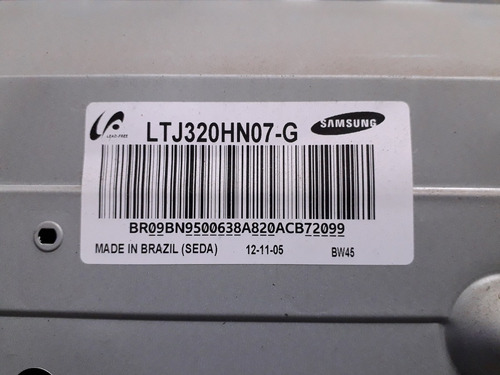 LTJ320HN07-G
SAMSUNG
LEAD-FREE
BR09BN9500638A820ACB72099
MADE IN BRAZIL (SEDA) 12-11-05 BW45